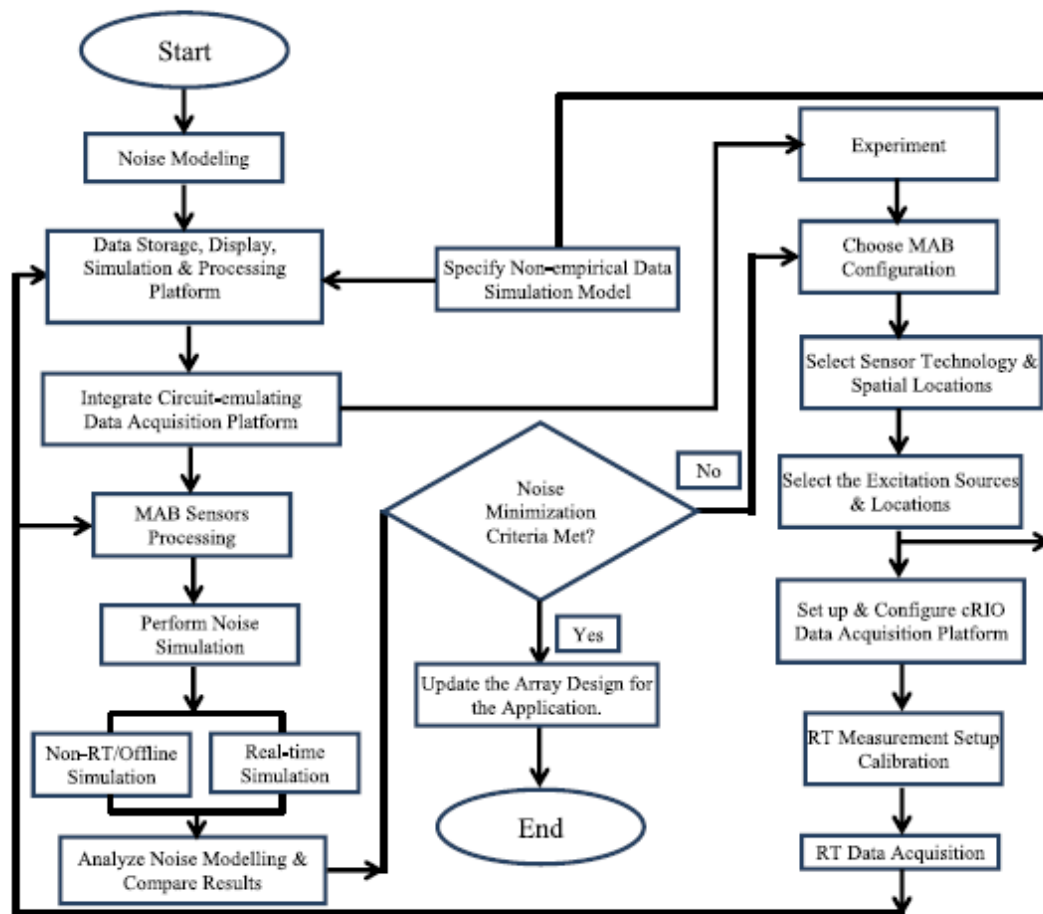 Start
Noise Modeling
Data Storage, Display,
Simulation & Processing
Platform
Specify Non-empirical Data
Simulation Model
Integrate Circuit-emulating
Data Acquisition Platform
MAB Sensors
Processing
Perform Noise
Simulation
Non-RT/Offline
Simulation
Real-time
Simulation
Analyze Noise Modelling &
Compare Results
Noise
Minimization
Criteria Met?
No
Yes
Update the Array Design for
the Application.
End
Experiment
Choose MAB
Configuration
Select Sensor Technology &
Spatial Locations
Select the Excitation Sources
& Locations
Set up & Configure cRIO
Data Acquisition Platform
RT Measurement Setup
Calibration
RT Data Acquisition